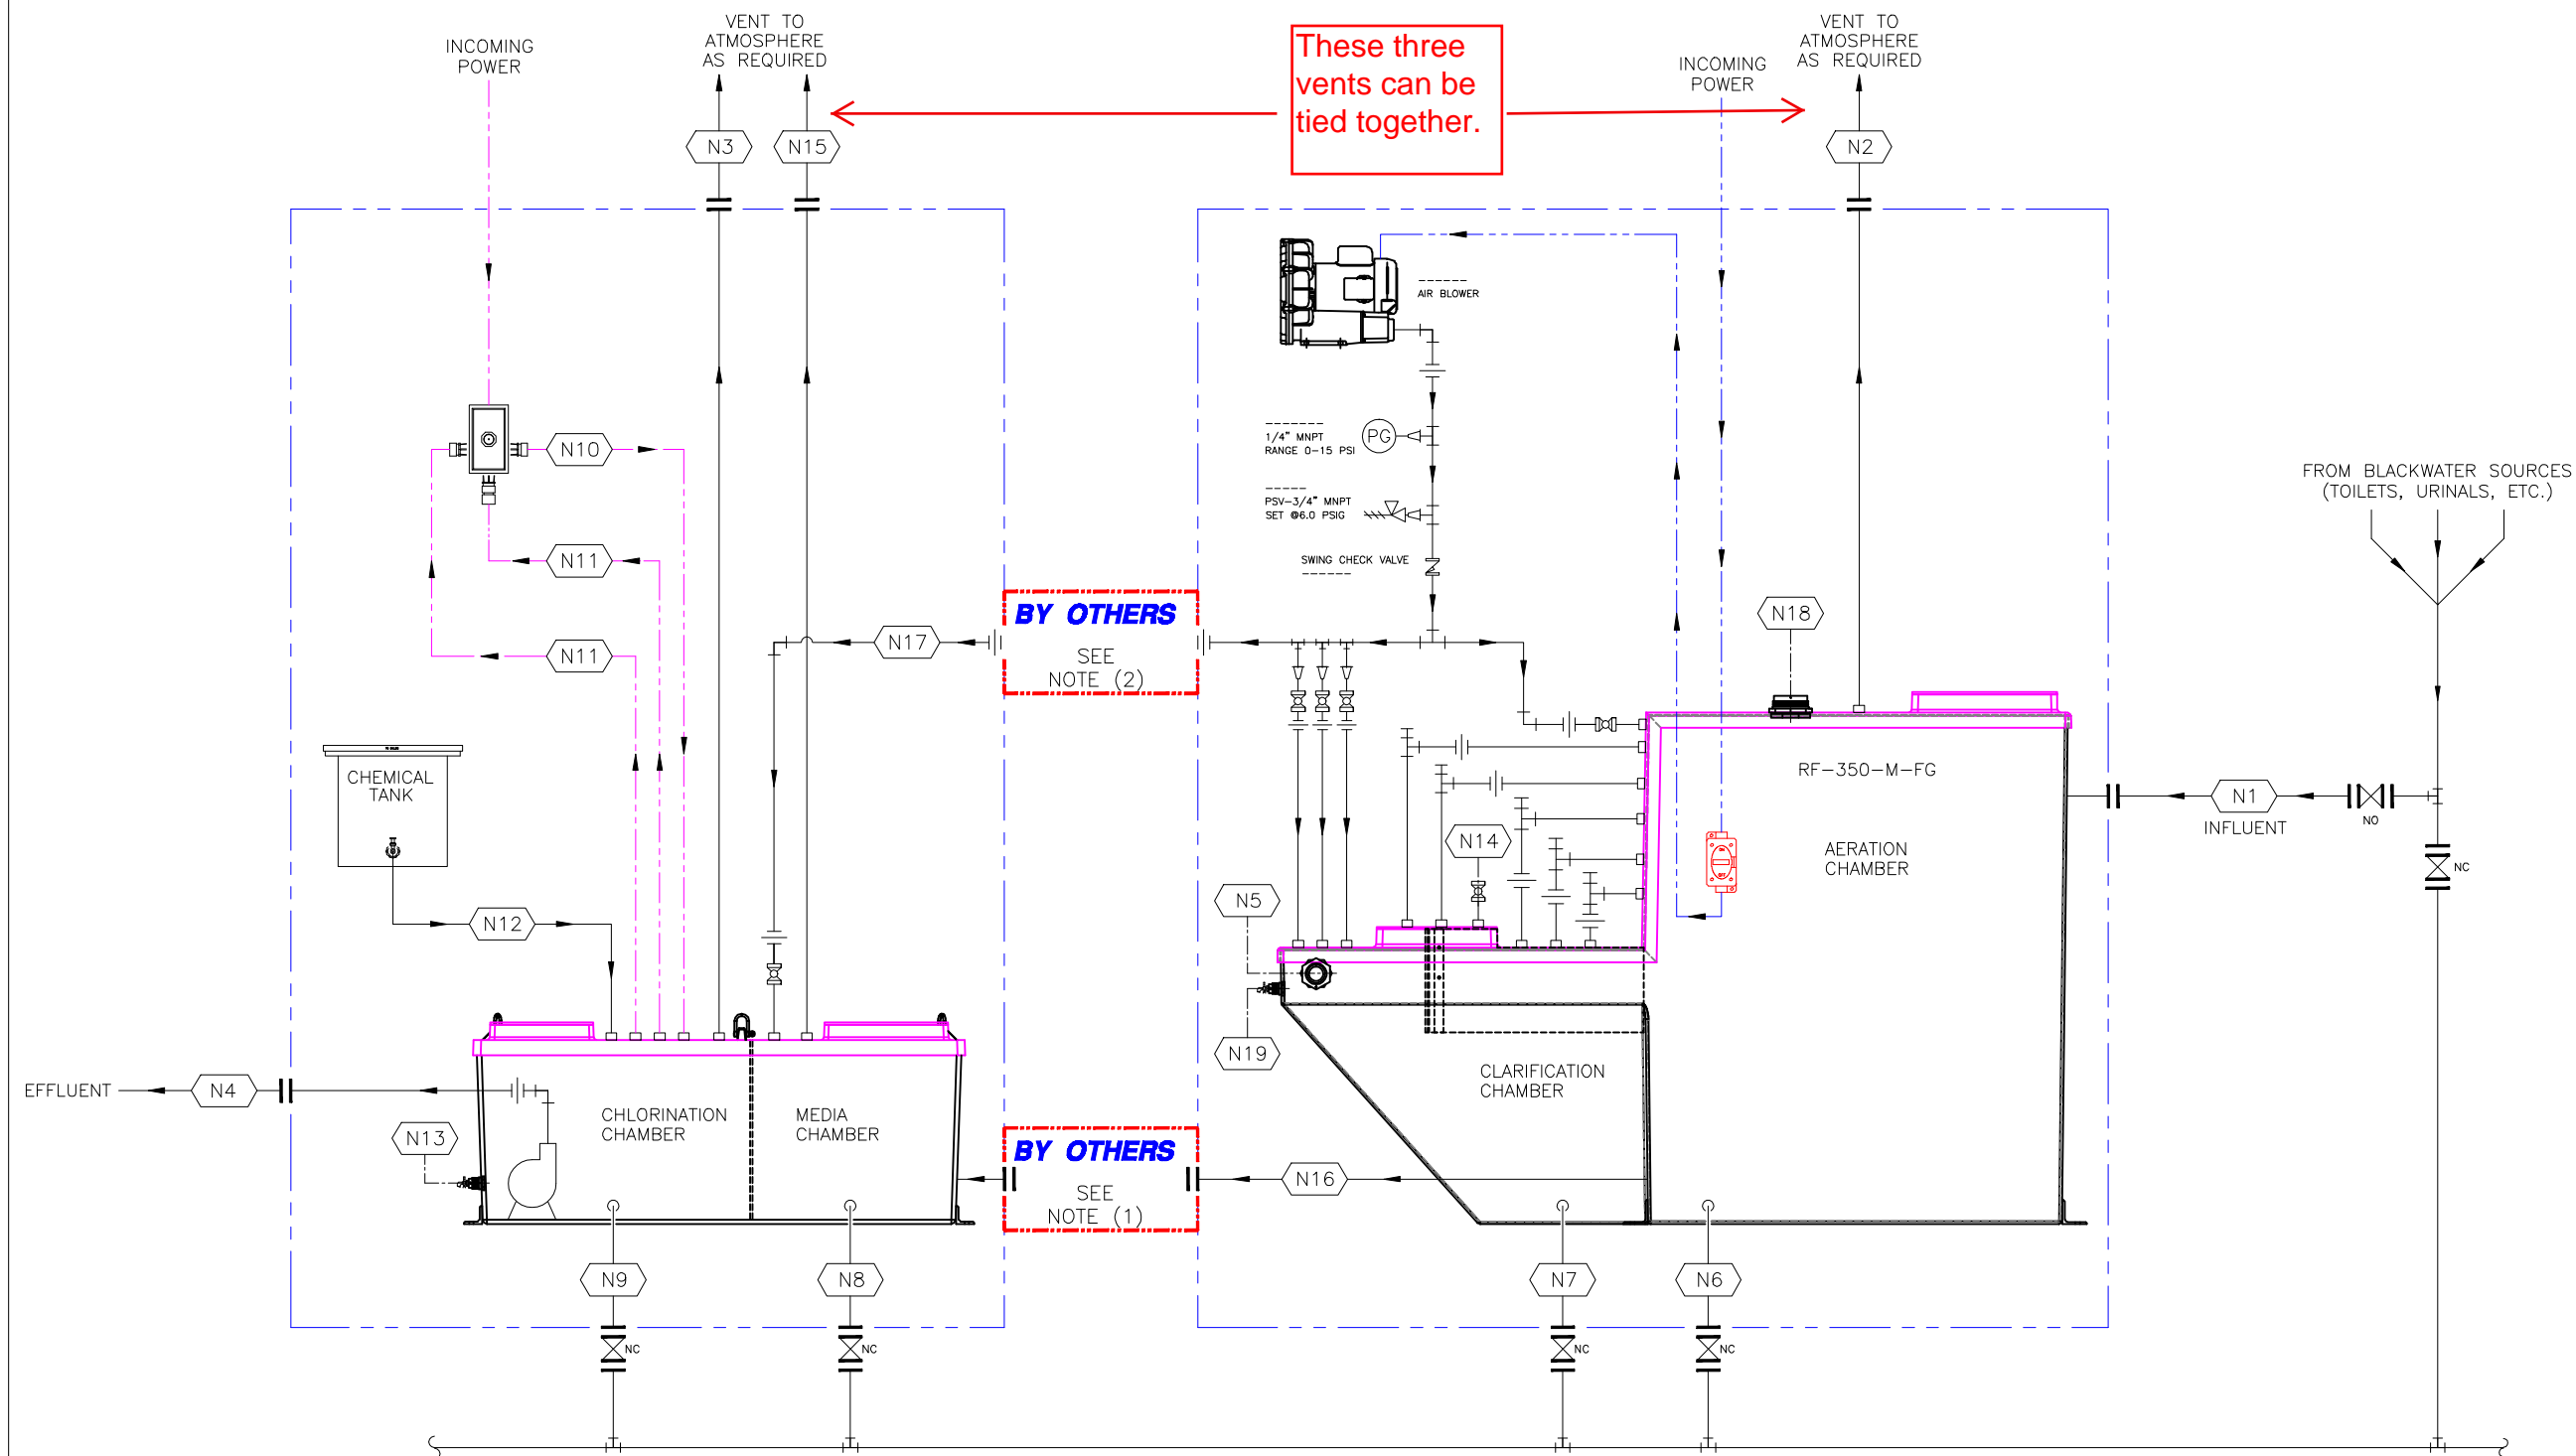 VENT TO
ATMOSPHERE
AS REQUIRED
INCOMING
POWER
These three
vents can be
tied together.
VENT TO
ATMOSPHERE
AS REQUIRED
INCOMING
POWER
N3
N15
N2
AIR BLOWER
1/4" MNPT
RANGE 0-15 PSI
PG
N10
PSV-3/4" MNPT
SET @6.0 PSIG
FROM BLACKWATER SOURCES
(TOILETS, URINALS, ETC.)
N11
SWING CHECK VALVE
N11
N17
BY OTHERS
SEE
NOTE (2)
N18
CHEMICAL
TANK
RF-350-M-FG
N1
INFLUENT
NO
N14
AERATION
CHAMBER
NC
N12
N5
N19
EFFLUENT
N4
CHLORINATION
CHAMBER
MEDIA
CHAMBER
CLARIFICATION
CHAMBER
N13
BY OTHERS
SEE
NOTE (1)
N16
N9
N8
N7
N6
NC
NC
NC
NC